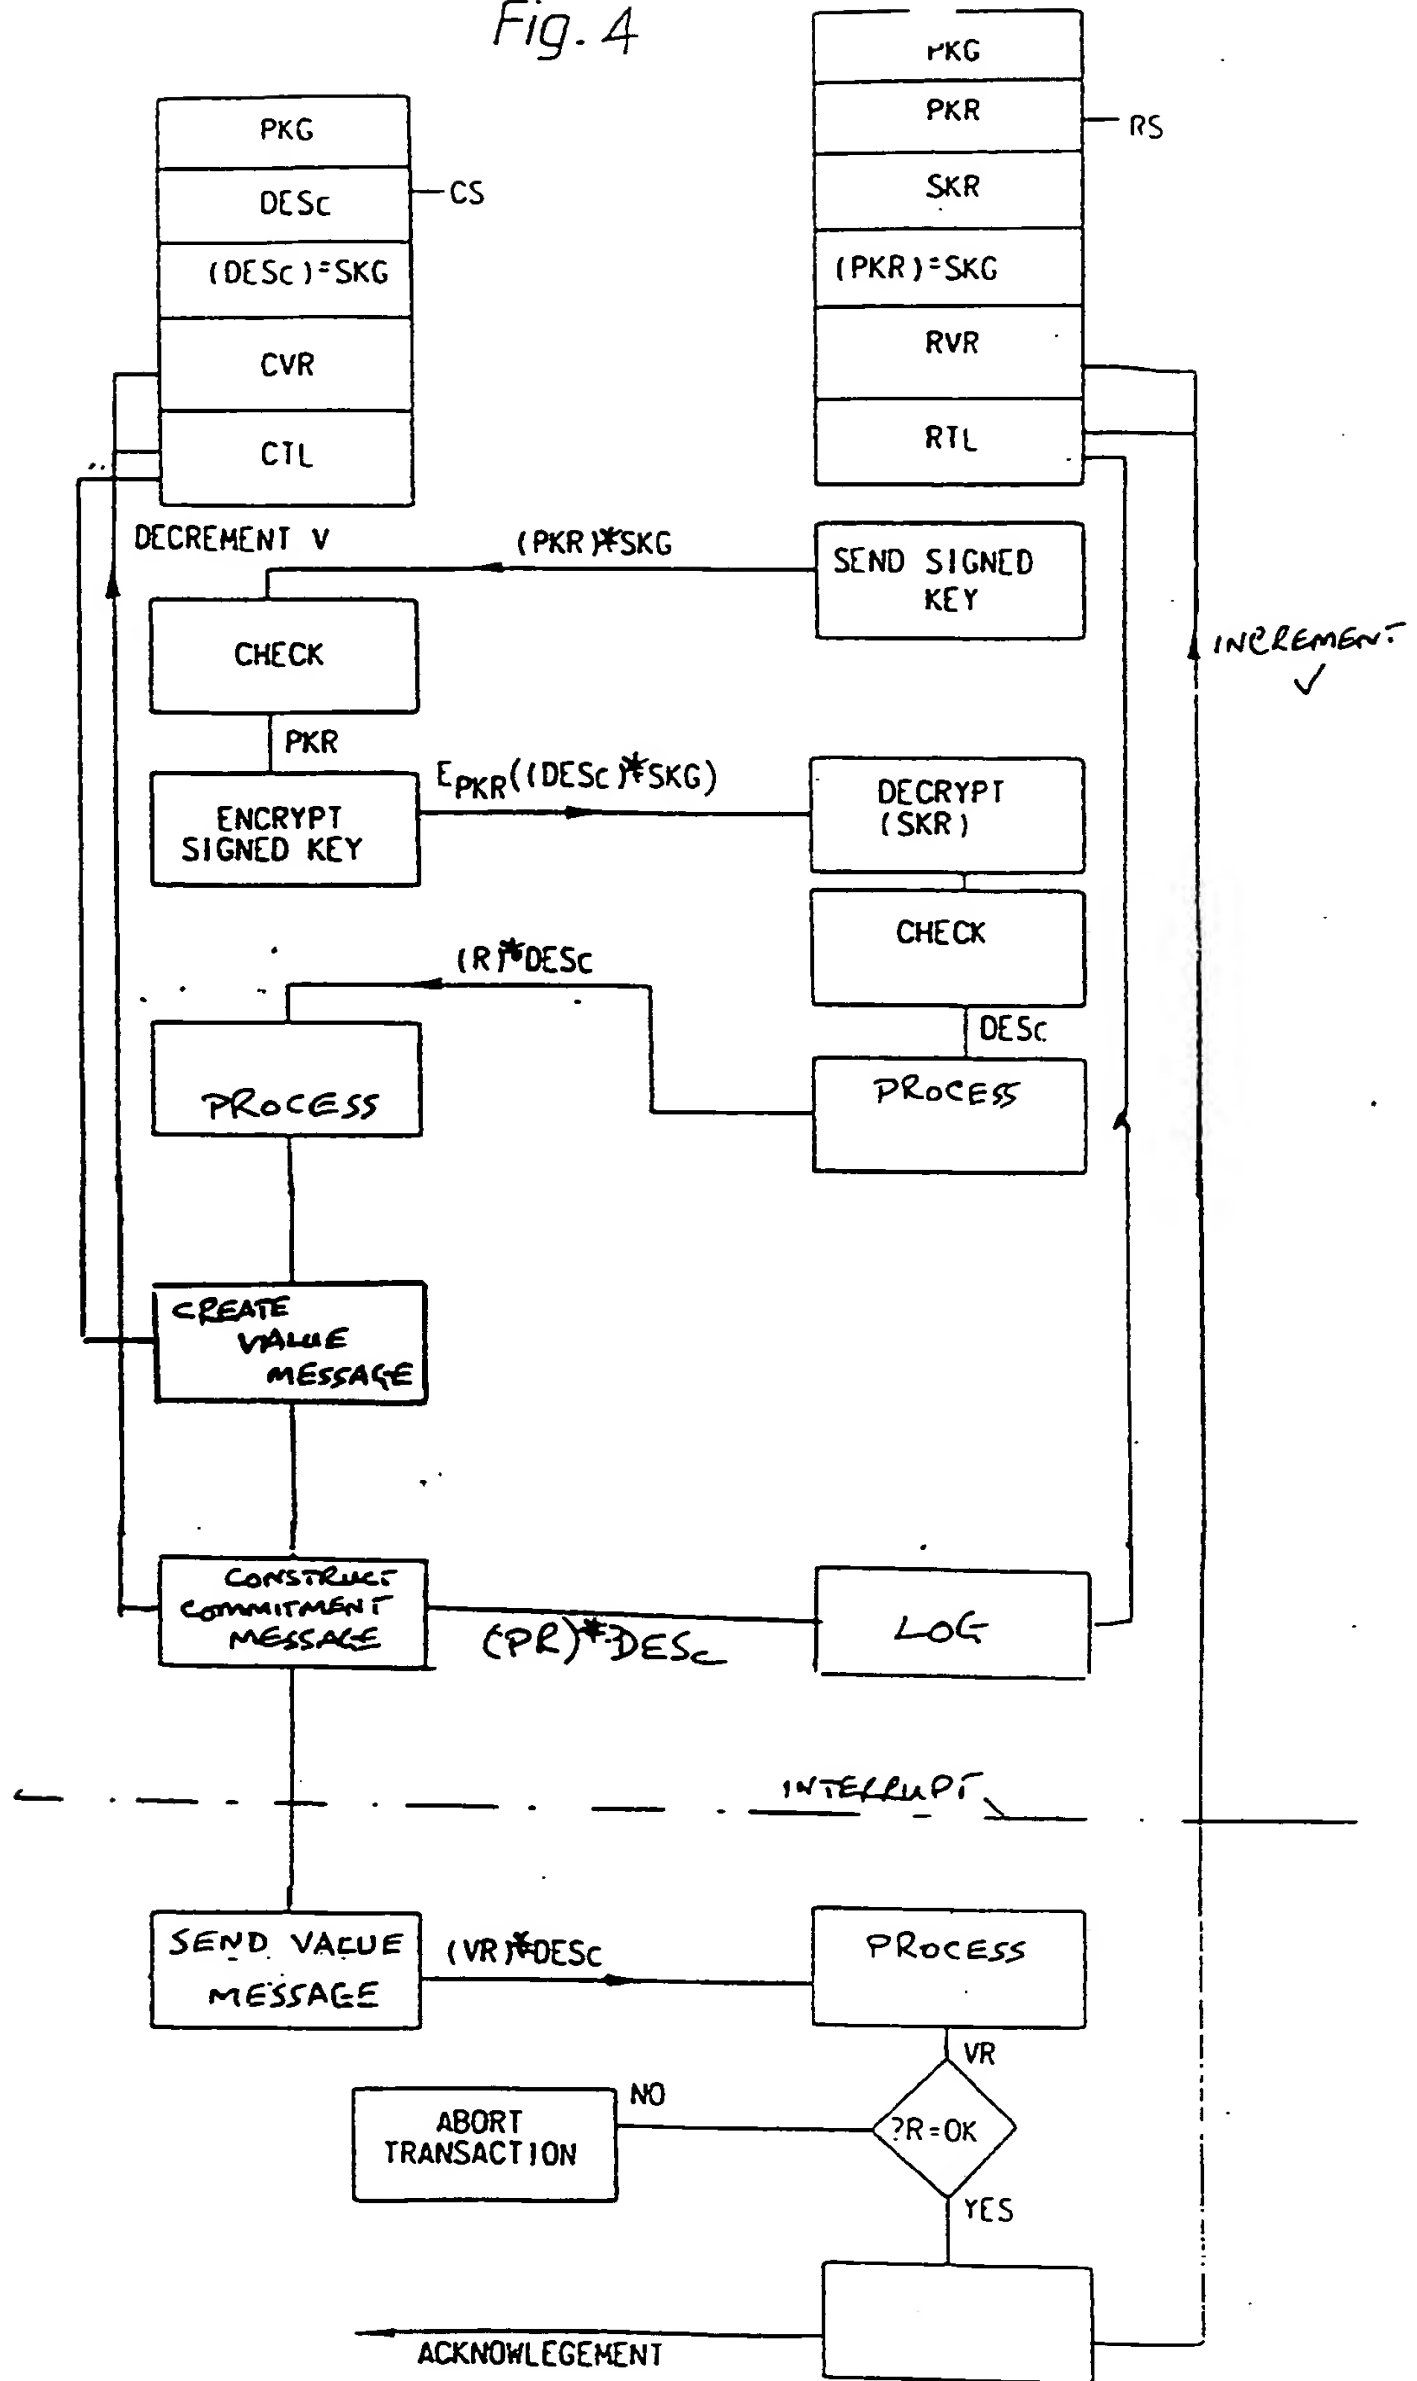 Fig. 4
PKG
PKR
RS
SKR
(PKR)=SKG
RVR
RTL
PKG
DESc
CS
(DESc)=SKG
CVR
CTL
DECREMENT V
(PKR)*SKG
SEND SIGNED
KEY
CHECK
INCREMENT
✓
PKR
EPKR((DESc)*SKG)
ENCRYPT
SIGNED KEY
DECRYPT
(SKR)
CHECK
(R)*DESc
DESc
PROCESS
PROCESS
CREATE
VALUE
MESSAGE
CONSTRUCT
COMMITMENT
MESSAGE
(PR)*DESc
LOG
INTERRUPT
SEND VALUE
MESSAGE
(VR)*DESc
PROCESS
VR
NO
ABORT
TRANSACTION
?R=OK
YES
ACKNOWLEGEMENT